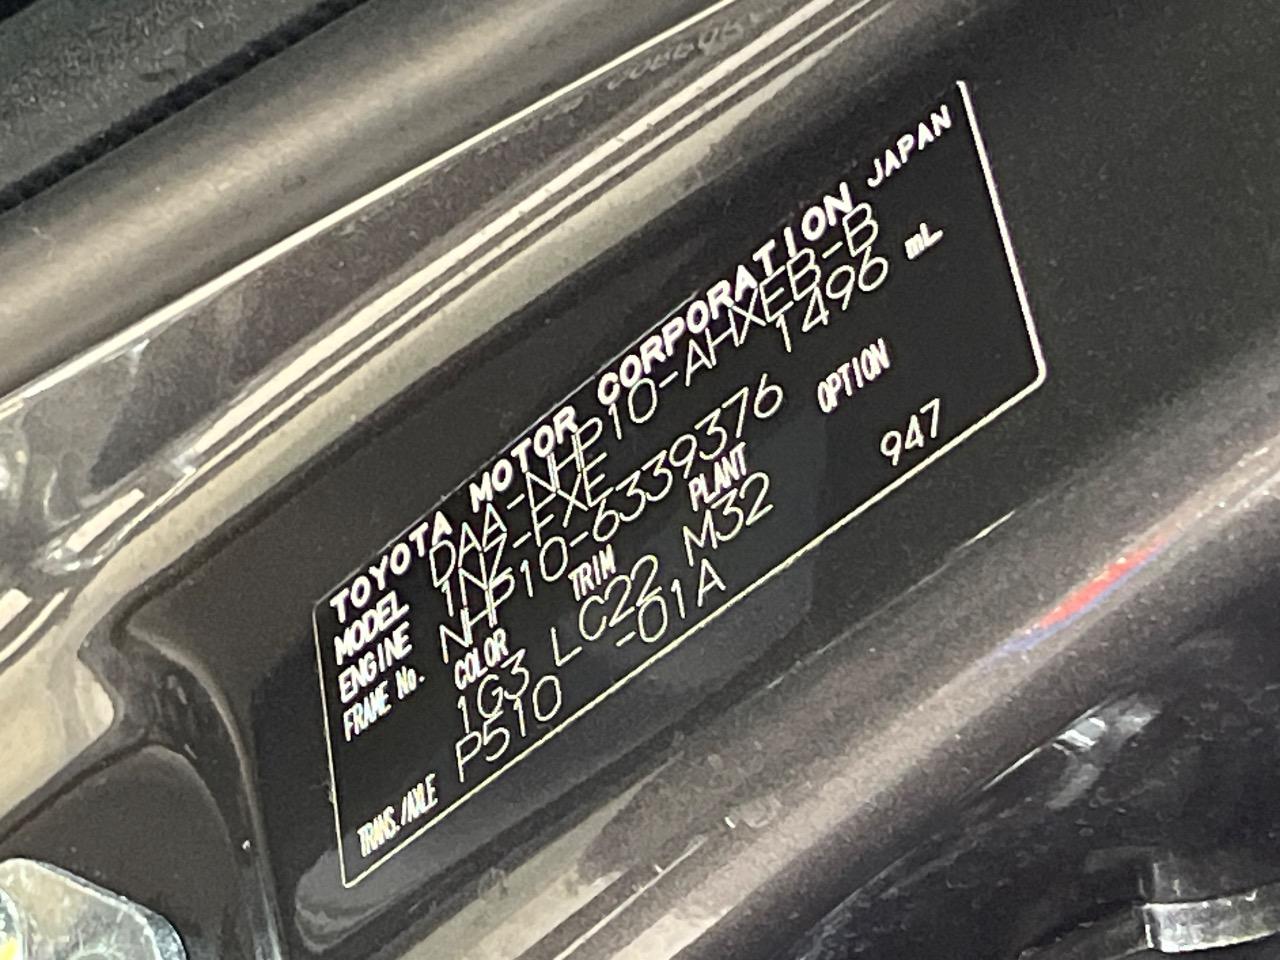 TOYOTA MOTOR CORPORATION JAPAN
MODEL DAA-NHP10-AHXEB-B
ENGINE 1NZ-FXE 1496 mL
FRAME No. NHP10-6339376
COLOR TRIM PLANT OPTION
1G3 LC22 M32 947
TRANS./AXLE P510 -01A